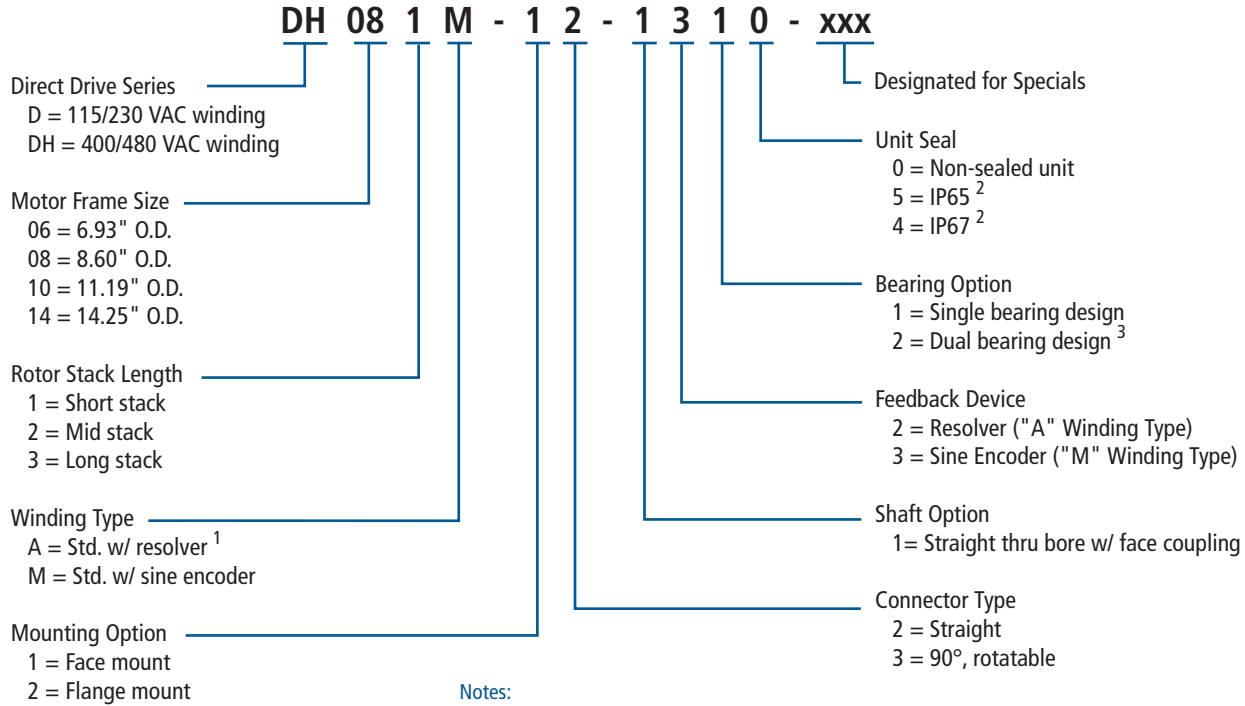 DH 08 1 M - 1 2 - 1 3 1 0 - xxx
Direct Drive Series
D = 115/230 VAC winding
DH = 400/480 VAC winding
Motor Frame Size
06 = 6.93" O.D.
08 = 8.60" O.D.
10 = 11.19" O.D.
14 = 14.25" O.D.
Rotor Stack Length
1 = Short stack
2 = Mid stack
3 = Long stack
Winding Type
A = Std. w/ resolver 1
M = Std. w/ sine encoder
Mounting Option
1 = Face mount
2 = Flange mount
Designated for Specials
Unit Seal
0 = Non-sealed unit
5 = IP65 2
4 = IP67 2
Bearing Option
1 = Single bearing design
2 = Dual bearing design 3
Feedback Device
2 = Resolver ("A" Winding Type)
3 = Sine Encoder ("M" Winding Type)
Shaft Option
1= Straight thru bore w/ face coupling
Connector Type
2 = Straight
3 = 90°, rotatable
Notes: